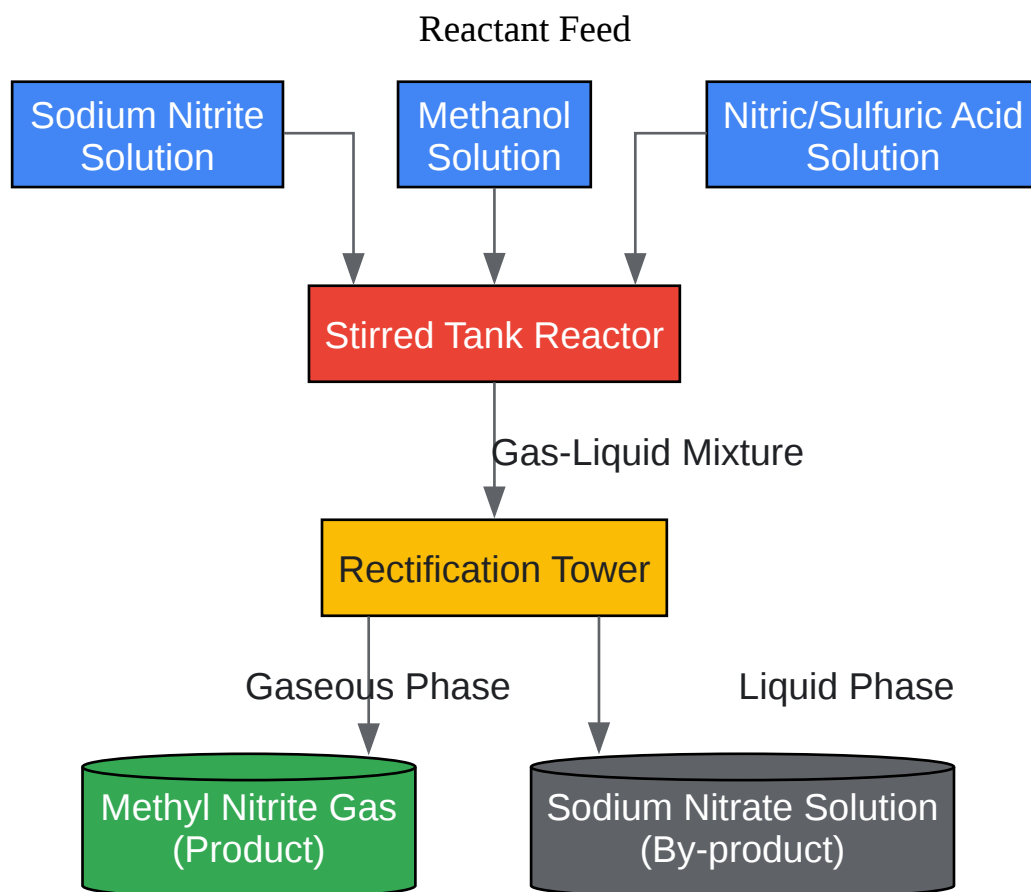 Reactant Feed
Sodium Nitrite
Solution
Methanol
Solution
Nitric/Sulfuric Acid
Solution
Stirred Tank Reactor
Gas-Liquid Mixture
Rectification Tower
Gaseous Phase
Liquid Phase
Methyl Nitrite Gas
(Product)
Sodium Nitrate Solution
(By-product)